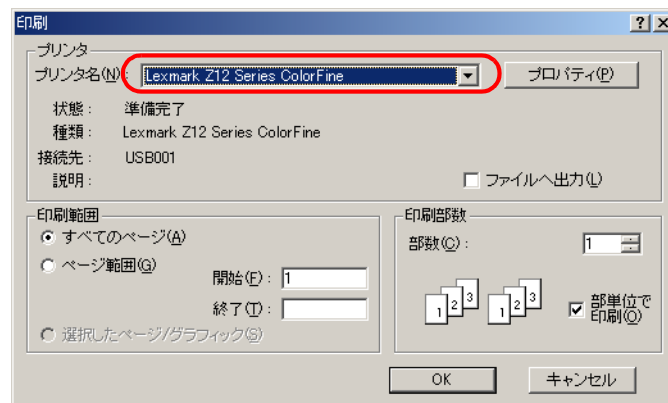 印刷
プリンタ
プリンタ名(N): Lexmark Z12 Series ColorFine プロパティ(P)
状態: 準備完了
種類: Lexmark Z12 Series ColorFine
接続先: USB001
説明:
ファイルへ出力(L)
印刷範囲
すべてのページ(A)
ページ範囲(G)
開始(F): 1
終了(T):
選択したページ/グラフィック(S)
印刷部数
部数(C): 1
1 2 3 1 2 3
部単位で
印刷(O)
OK キャンセル